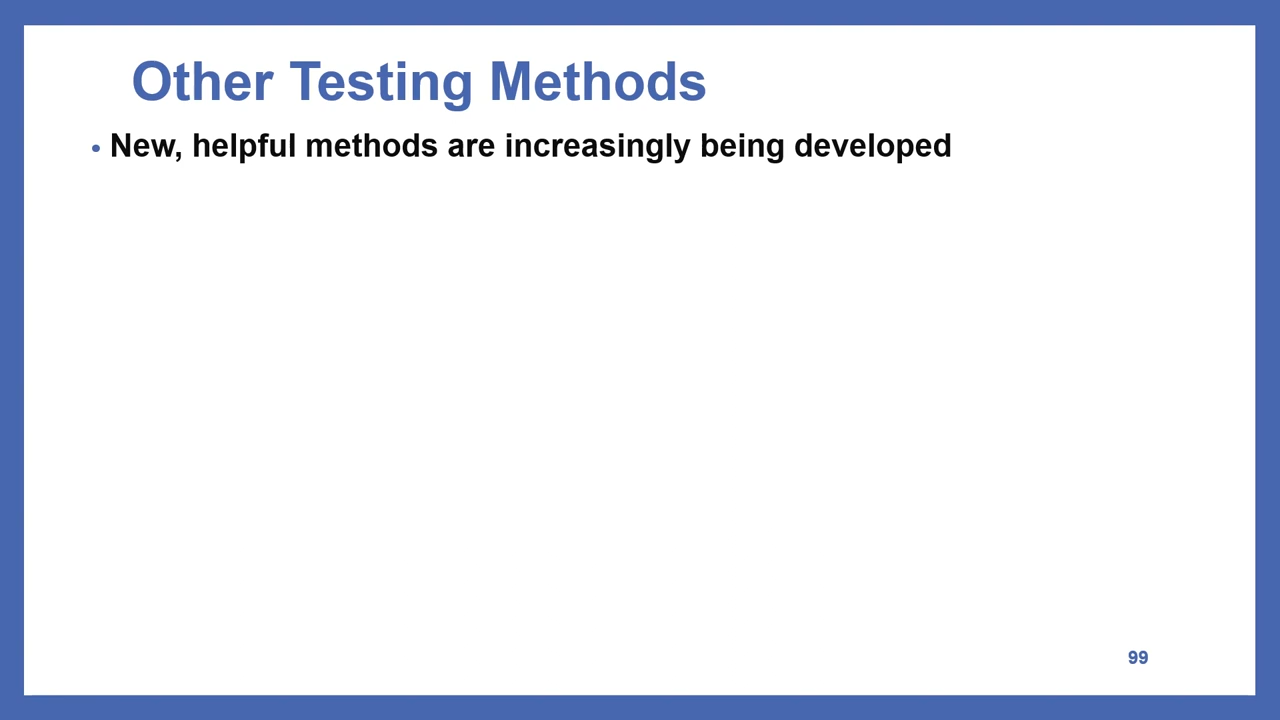 Other Testing Methods
• New, helpful methods are increasingly being developed
99